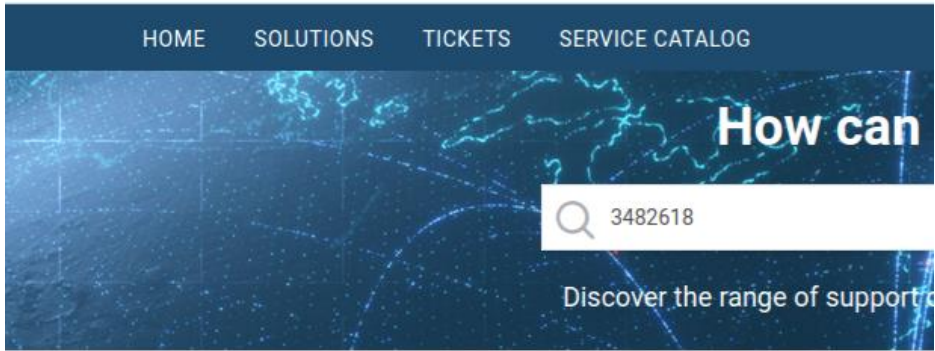 HOME SOLUTIONS TICKETS SERVICE CATALOG
How can
3482618
Discover the range of support